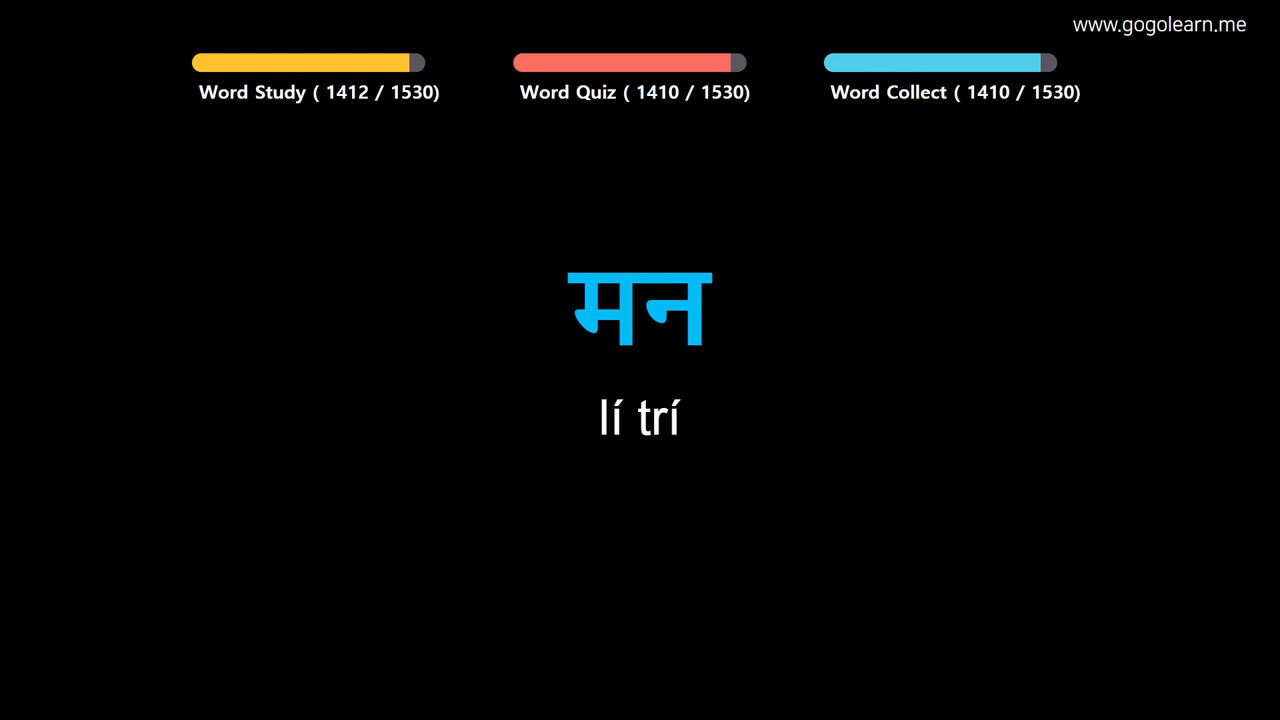 www.gogolearn.me
Word Study ( 1412 / 1530)
Word Quiz ( 1410 / 1530)
Word Collect ( 1410 / 1530)
मन
lí trí